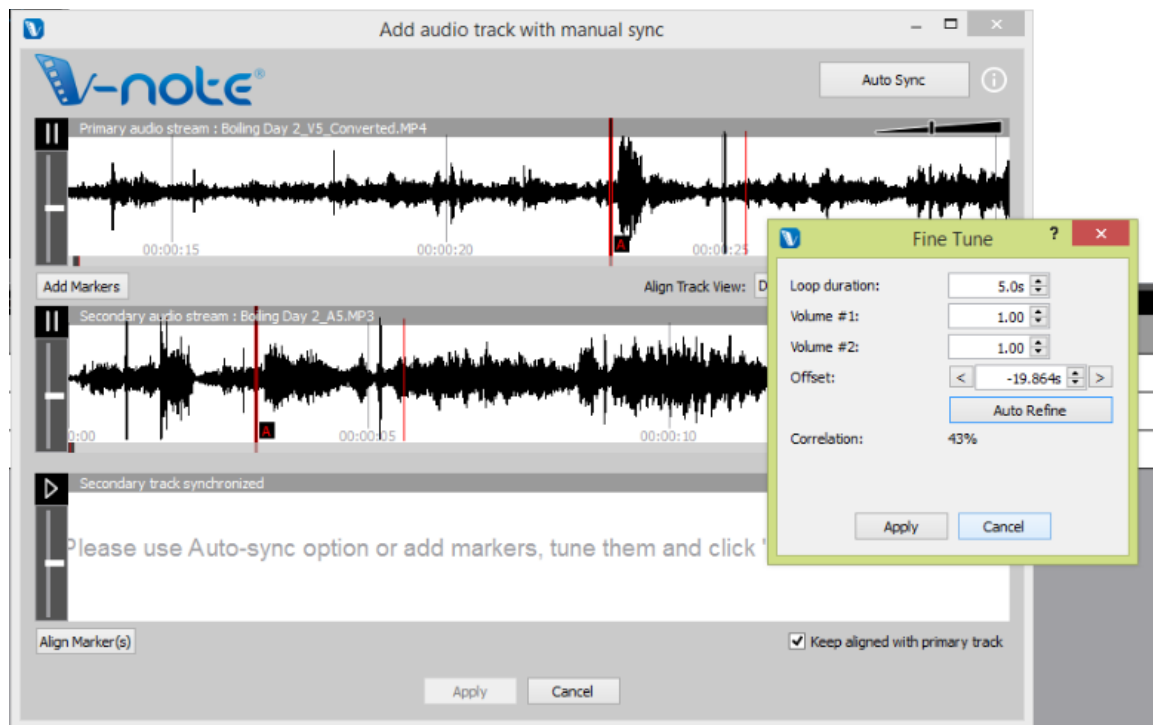 Add audio track with manual sync
V-note®
Auto Sync
Primary audio stream : Boiling Day 2_V5_Converted.MP4
00:00:15
00:00:20
A
00:00:25
Add Markers
Align Track View:
D
Secondary audio stream : Boiling Day 2_A5.MP3
0:00
A
00:00:05
00:00:10
Secondary track synchronized
Please use Auto-sync option or add markers, tune them and click '
Align Marker(s)
Keep aligned with primary track
Apply
Cancel
Fine Tune
?
Loop duration:
5.0s
Volume #1:
1.00
Volume #2:
1.00
Offset:
< -19.864s >
Auto Refine
Correlation:
43%
Apply
Cancel